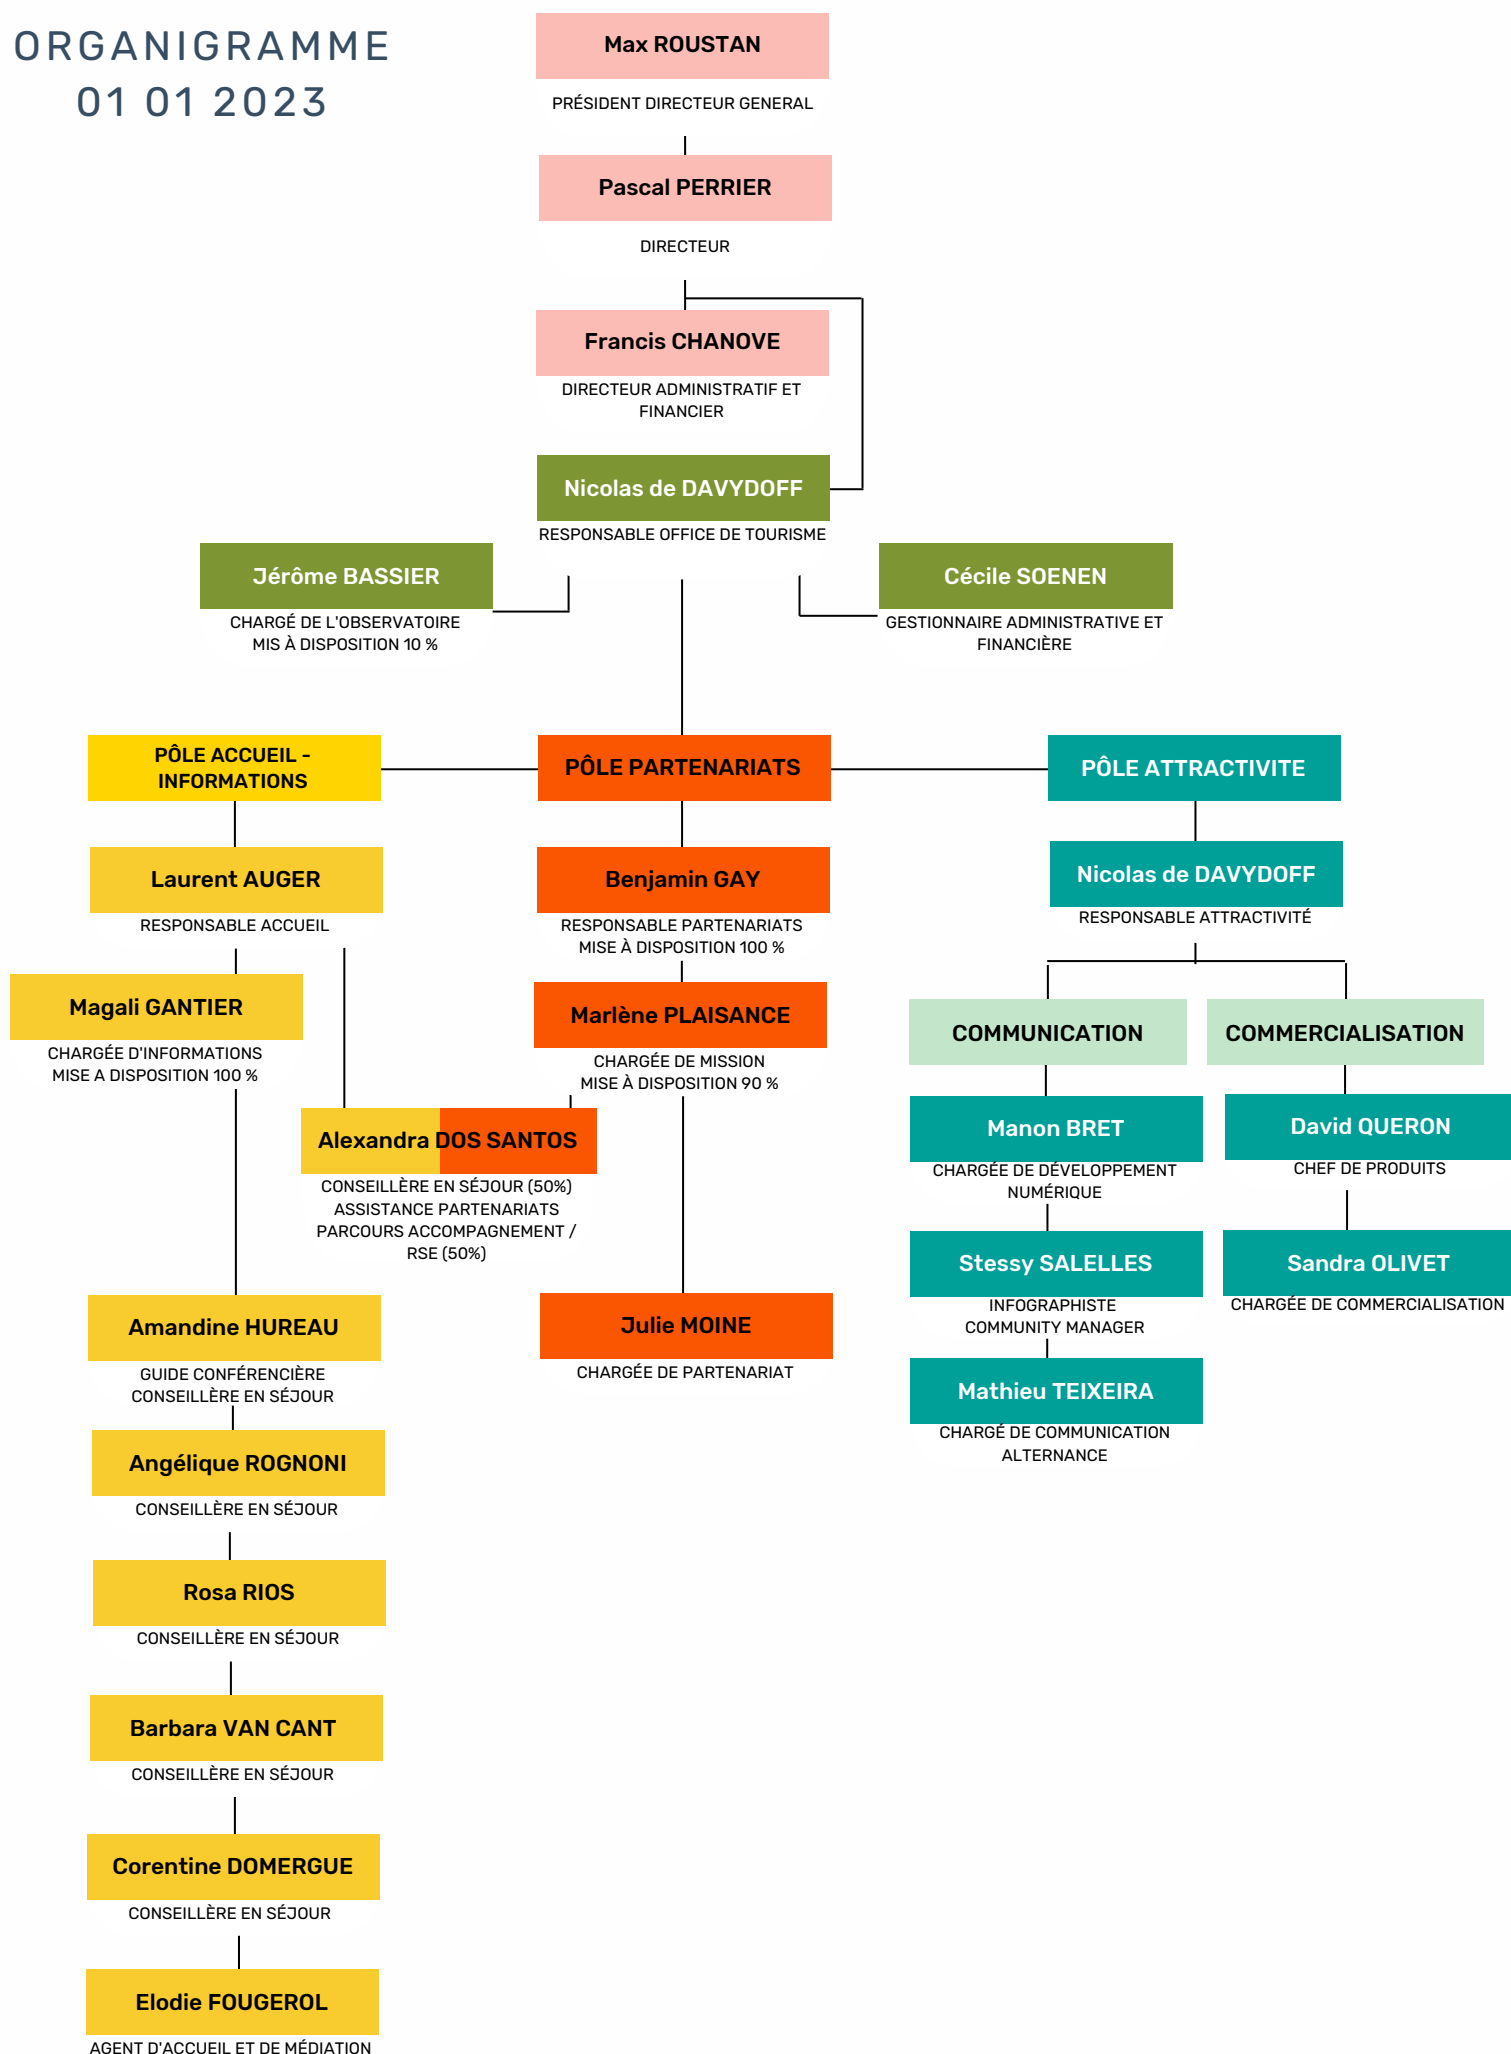 ORGANIGRAMME
01 01 2023
Max ROUSTAN
PRÉSIDENT DIRECTEUR GENERAL
Pascal PERRIER
DIRECTEUR
Francis CHANOVE
DIRECTEUR ADMINISTRATIF ET
FINANCIER
Nicolas de DAVYDOFF
RESPONSABLE OFFICE DE TOURISME
Jérôme BASSIER
CHARGÉ DE L'OBSERVATOIRE
MIS À DISPOSITION 10 %
Cécile SOENEN
GESTIONNAIRE ADMINISTRATIVE ET
FINANCIÈRE
PÔLE ACCUEIL -
INFORMATIONS
Laurent AUGER
RESPONSABLE ACCUEIL
Magali GANTIER
CHARGÉE D'INFORMATIONS
MISE A DISPOSITION 100 %
Alexandra DOS SANTOS
CONSEILLÈRE EN SÉJOUR (50%)
ASSISTANCE PARTENARIATS
PARCOURS ACCOMPAGNEMENT /
RSE (50%)
Amandine HUREAU
GUIDE CONFÉRENCIÈRE
CONSEILLÈRE EN SÉJOUR
Angélique ROGNONI
CONSEILLÈRE EN SÉJOUR
Rosa RIOS
CONSEILLÈRE EN SÉJOUR
Barbara VAN CANT
CONSEILLÈRE EN SÉJOUR
Corentine DOMERGUE
CONSEILLÈRE EN SÉJOUR
Elodie FOUGEROL
AGENT D'ACCUEIL ET DE MÉDIATION
PÔLE PARTENARIATS
Benjamin GAY
RESPONSABLE PARTENARIATS
MISE À DISPOSITION 100 %
Marlène PLAISANCE
CHARGÉE DE MISSION
MISE À DISPOSITION 90 %
Julie MOINE
CHARGÉE DE PARTENARIAT
PÔLE ATTRACTIVITE
Nicolas de DAVYDOFF
RESPONSABLE ATTRACTIVITÉ
COMMUNICATION
Manon BRET
CHARGÉE DE DÉVELOPPEMENT
NUMÉRIQUE
Stessy SALELLES
INFOGRAPHISTE
COMMUNITY MANAGER
Mathieu TEIXEIRA
CHARGÉ DE COMMUNICATION
ALTERNANCE
COMMERCIALISATION
David QUERON
CHEF DE PRODUITS
Sandra OLIVET
CHARGÉE DE COMMERCIALISATION